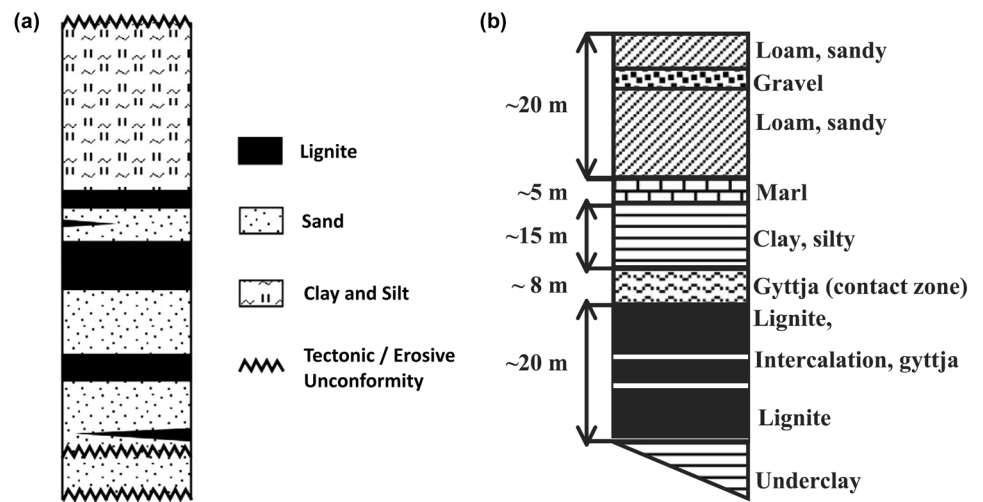 (a)
Lignite
Sand
Clay and Silt
Tectonic / Erosive
Unconformity
(b)
~20 m
~5 m
~15 m
~ 8 m
~20 m
Loam, sandy
Gravel
Loam, sandy
Marl
Clay, silty
Gyttja (contact zone)
Lignite,
Intercalation, gyttja
Lignite
Underclay